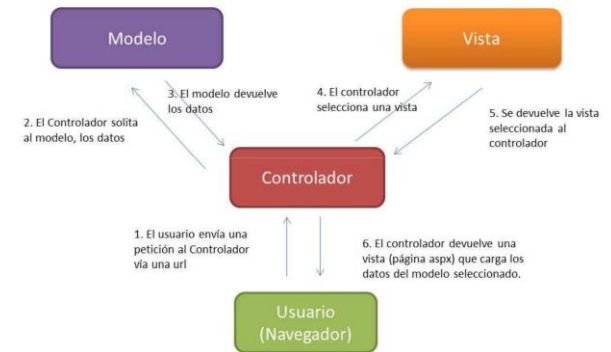 Modelo
Vista
3. El modelo devuelve
los datos
4. El controlador
selecciona una vista
2. El Controlador solita
al modelo, los datos
5. Se devuelve la vista
seleccionada al
controlador
Controlador
1. El usuario envía una
petición al Controlador
vía una url
6. El controlador devuelve una
vista (página aspx) que carga los
datos del modelo seleccionado.
Usuario
(Navegador)